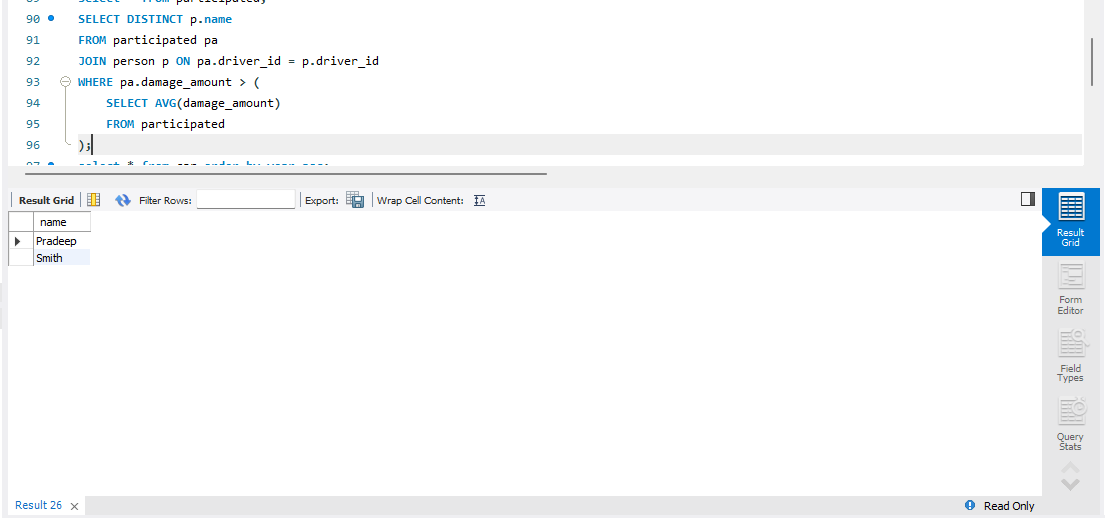 90 SELECT DISTINCT p.name
91 FROM participated pa
92 JOIN person p ON pa.driver_id = p.driver_id
93 WHERE pa.damage_amount > (
94 SELECT AVG(damage_amount)
95 FROM participated
96 );
Result Grid Filter Rows: Export: Wrap Cell Content:
name
Pradeep
Smith
Result
Grid
Form
Editor
Field
Types
Query
Stats
Result 26
Read Only